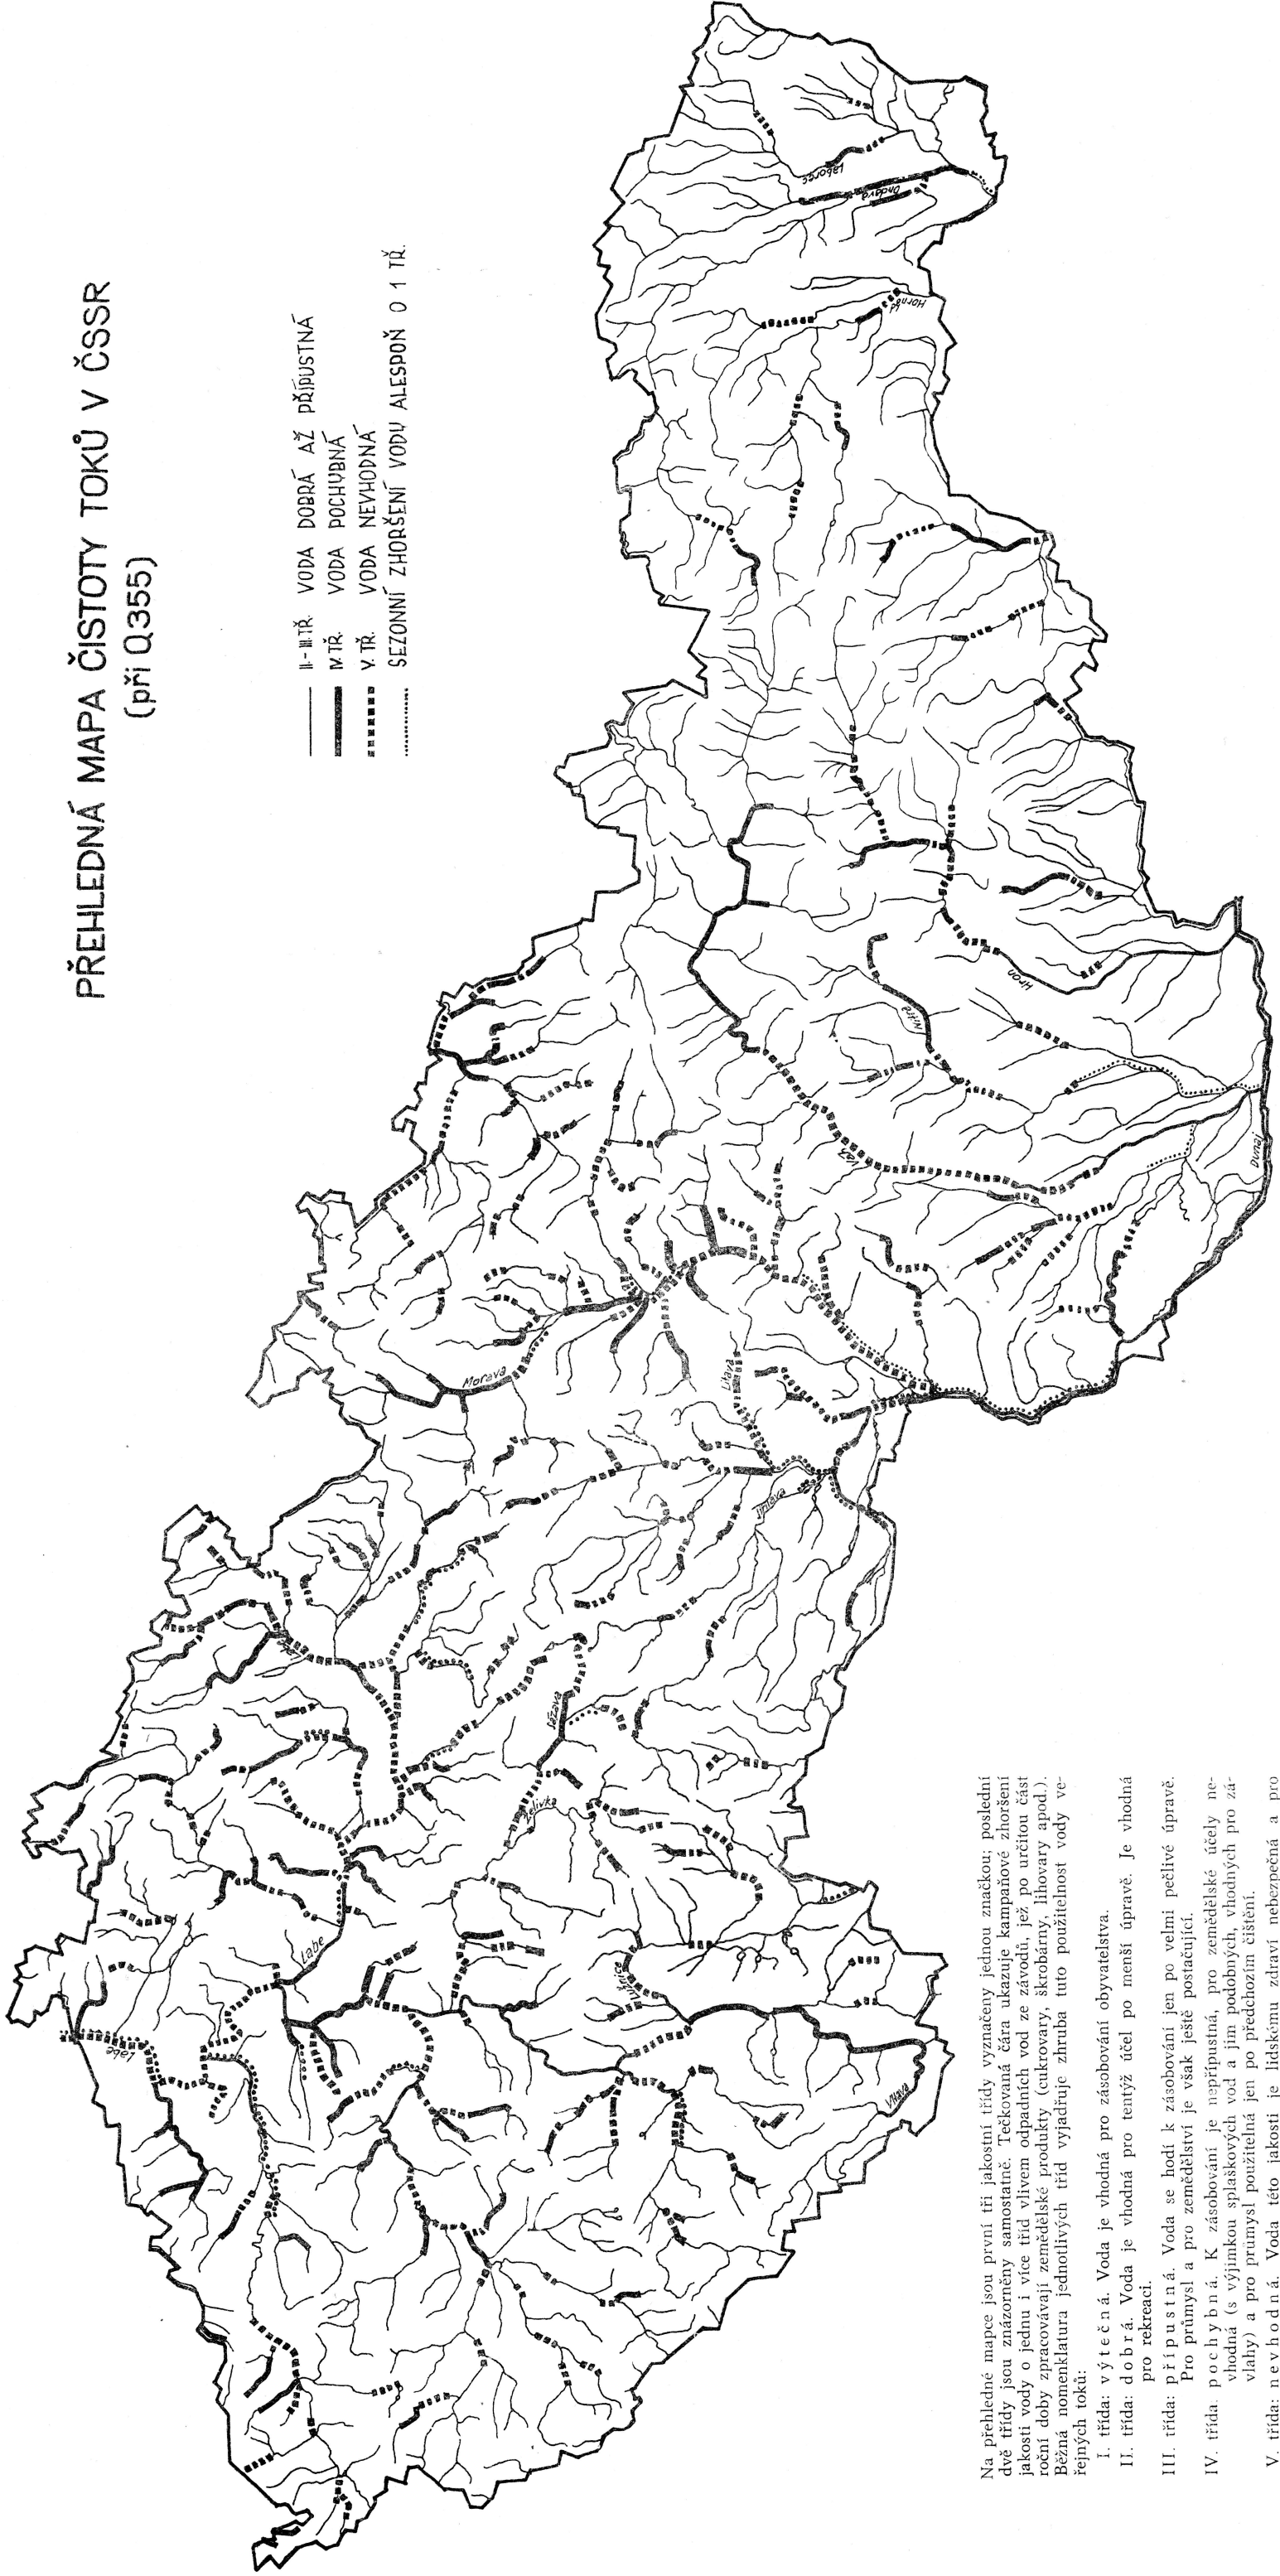 PŘEHLEDNÁ MAPA ČISTOTY TOKŮ V ČSSR
(při Q355)
II-III TŘ. VODA DOBRÁ AŽ PŘÍPUSTNÁ
IV. TŘ. VODA POCHYBNÁ
V. TŘ. VODA NEVHODNÁ
SEZONNÍ ZHORŠENÍ VODY ALESPOŇ O 1 TŘ.
Labe
Labe
Vltava
Lužnice
Želivka
Sázava
Morava
Litava
Jihlava
Váh
Nitra
Hron
Dunaj
Hornád
Ondava
Laborec
Na přehledné mapce jsou první tři jakostní třídy vyznačeny jednou značkou; poslední
dvě třídy jsou znázorněny samostatně. Tečkovaná čára ukazuje kampaňové zhoršení
jakosti vody o jednu i více tříd vlivem odpadních vod ze závodů, jež po určitou část
roční doby zpracovávají zemědělské produkty (cukrovary, škrobárny, lihovary apod.).
Běžná nomenklatura jednotlivých tříd vyjadřuje zhruba tuto použitelnost vody ve-
řejných toků:
I. třída: výtečná. Voda je vhodná pro zásobování obyvatelstva.
II. třída: dobrá. Voda je vhodná pro tentýž účel po menší úpravě. Je vhodná
pro rekreaci.
III. třída: přípustná. Voda se hodí k zásobování jen po velmi pečlivé úpravě.
Pro průmysl a pro zemědělství je však ještě postačující.
IV. třída: pochybná. K zásobování je nepřípustná, pro zemědělské účely ne-
vhodná (s výjimkou splaškových vod a jim podobných, vhodných pro zá-
vlahy) a pro průmysl použitelná jen po předchozím čištění.
V. třída: nevhodná. Voda této jakosti je lidskému zdraví nebezpečná a pro